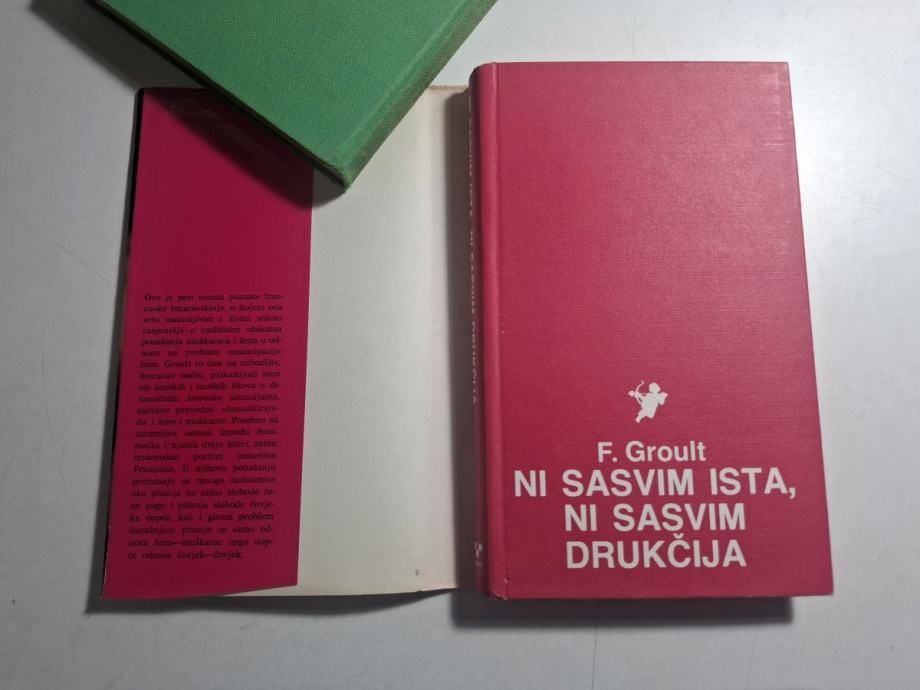 Ovo je prvi roman poznate fran-
cuske feministkinje, u kojem ona
vrlo zanimljivim i živim stilom
raspravlja o različitim oblicima
ponašanja muškaraca i žena u od-
nosu na problem emancipacije
žena. Groult to čini na uzbudljiv,
literaran način, prikazujući nam
niz ženskih i muških likova u di-
namičnim životnim situacijama,
zapravo pravedno »demaskiraju-
ći« i žene i muškarce. Posebno su
zanimljivi odnosi između žena,
majke i njenih dviju kćeri, zatim
izvanredan portret nezavisne
Françoise. U njihovu ponašanju
prelamaju se mnoge nedoumice
oko pitanja ne samo slobode že-
ne nego i pitanja slobode čovje-
ka uopće, kao i glavni problem
današnjice: pitanje ne samo od-
nosa žena—muškarac nego uop-
će odnosa čovjek—čovjek.
F. Groult
NI SASVIM ISTA,
NI SASVIM
DRUKČIJA